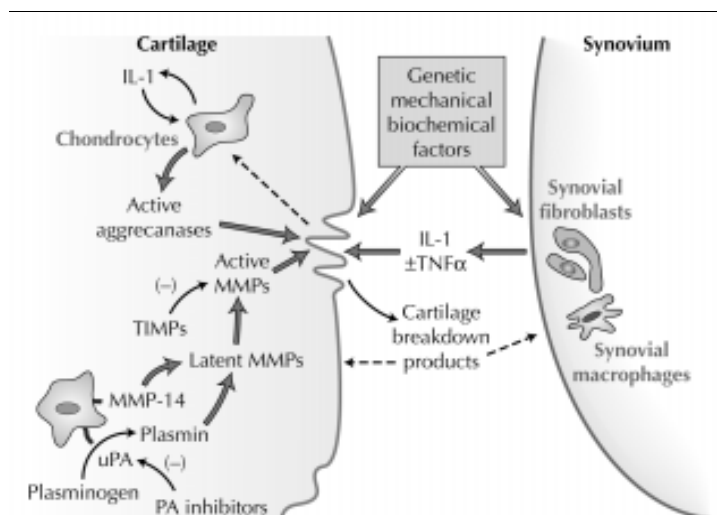 Cartilage
Synovium
IL-1
Chondrocytes
Genetic
mechanical
biochemical
factors
Active
aggrecanases
Synovial
fibroblasts
IL-1
±TNFα
Active
MMPs
(–)
TIMPs
Cartilage
breakdown
products
Synovial
macrophages
Latent MMPs
MMP-14
Plasmin
uPA
(–)
Plasminogen
PA inhibitors